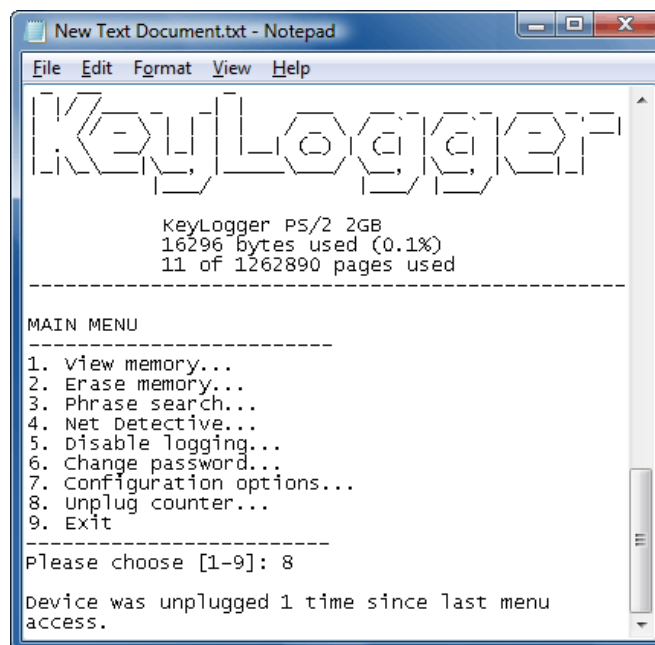 New Text Document.txt - Notepad
File Edit Format View Help
KeyLogger
KeyLogger PS/2 2GB
16296 bytes used (0.1%)
11 of 1262890 pages used
----------------------------------------------
MAIN MENU
------------------------
1. View memory...
2. Erase memory...
3. Phrase search...
4. Net Detective...
5. Disable logging...
6. Change password...
7. Configuration options...
8. Unplug counter...
9. Exit
------------------------
Please choose [1-9]: 8
Device was unplugged 1 time since last menu
access.